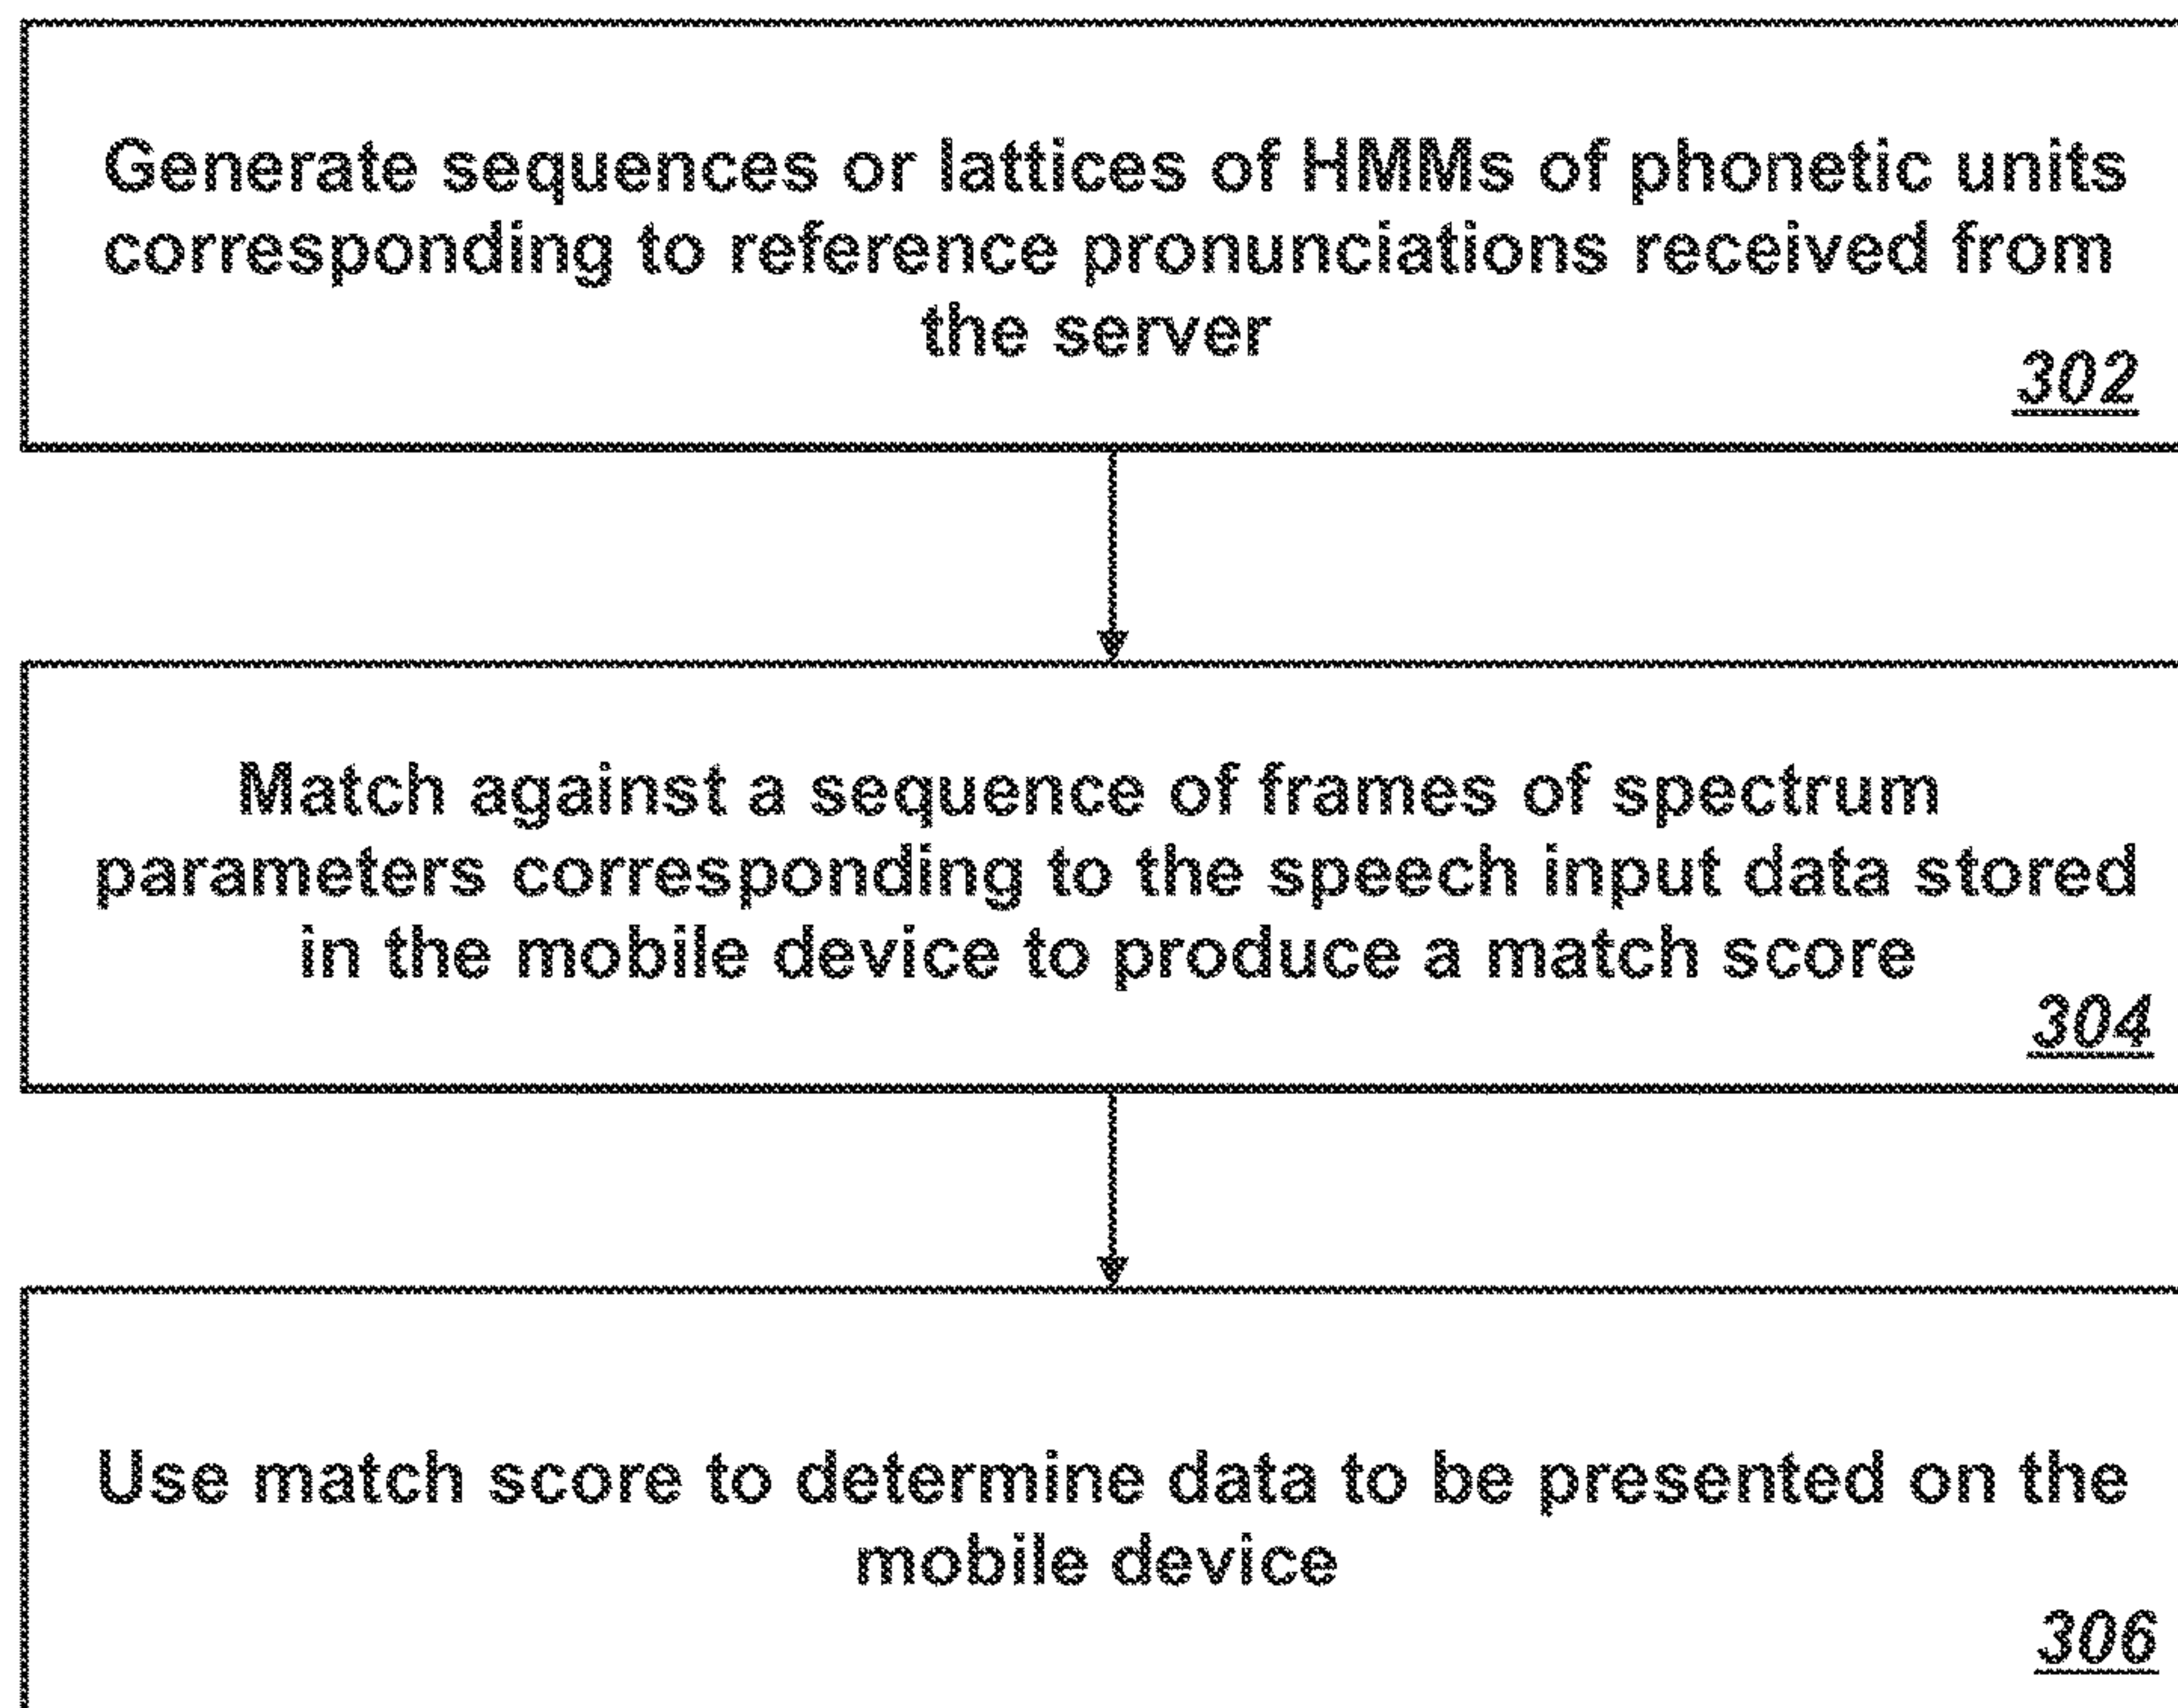 Generate sequences or lattices of HMMs of phonetic units
corresponding to reference pronunciations received from
the server
302
Match against a sequence of frames of spectrum
parameters corresponding to the speech input data stored
in the mobile device to produce a match score
304
Use match score to determine data to be presented on the
mobile device
306